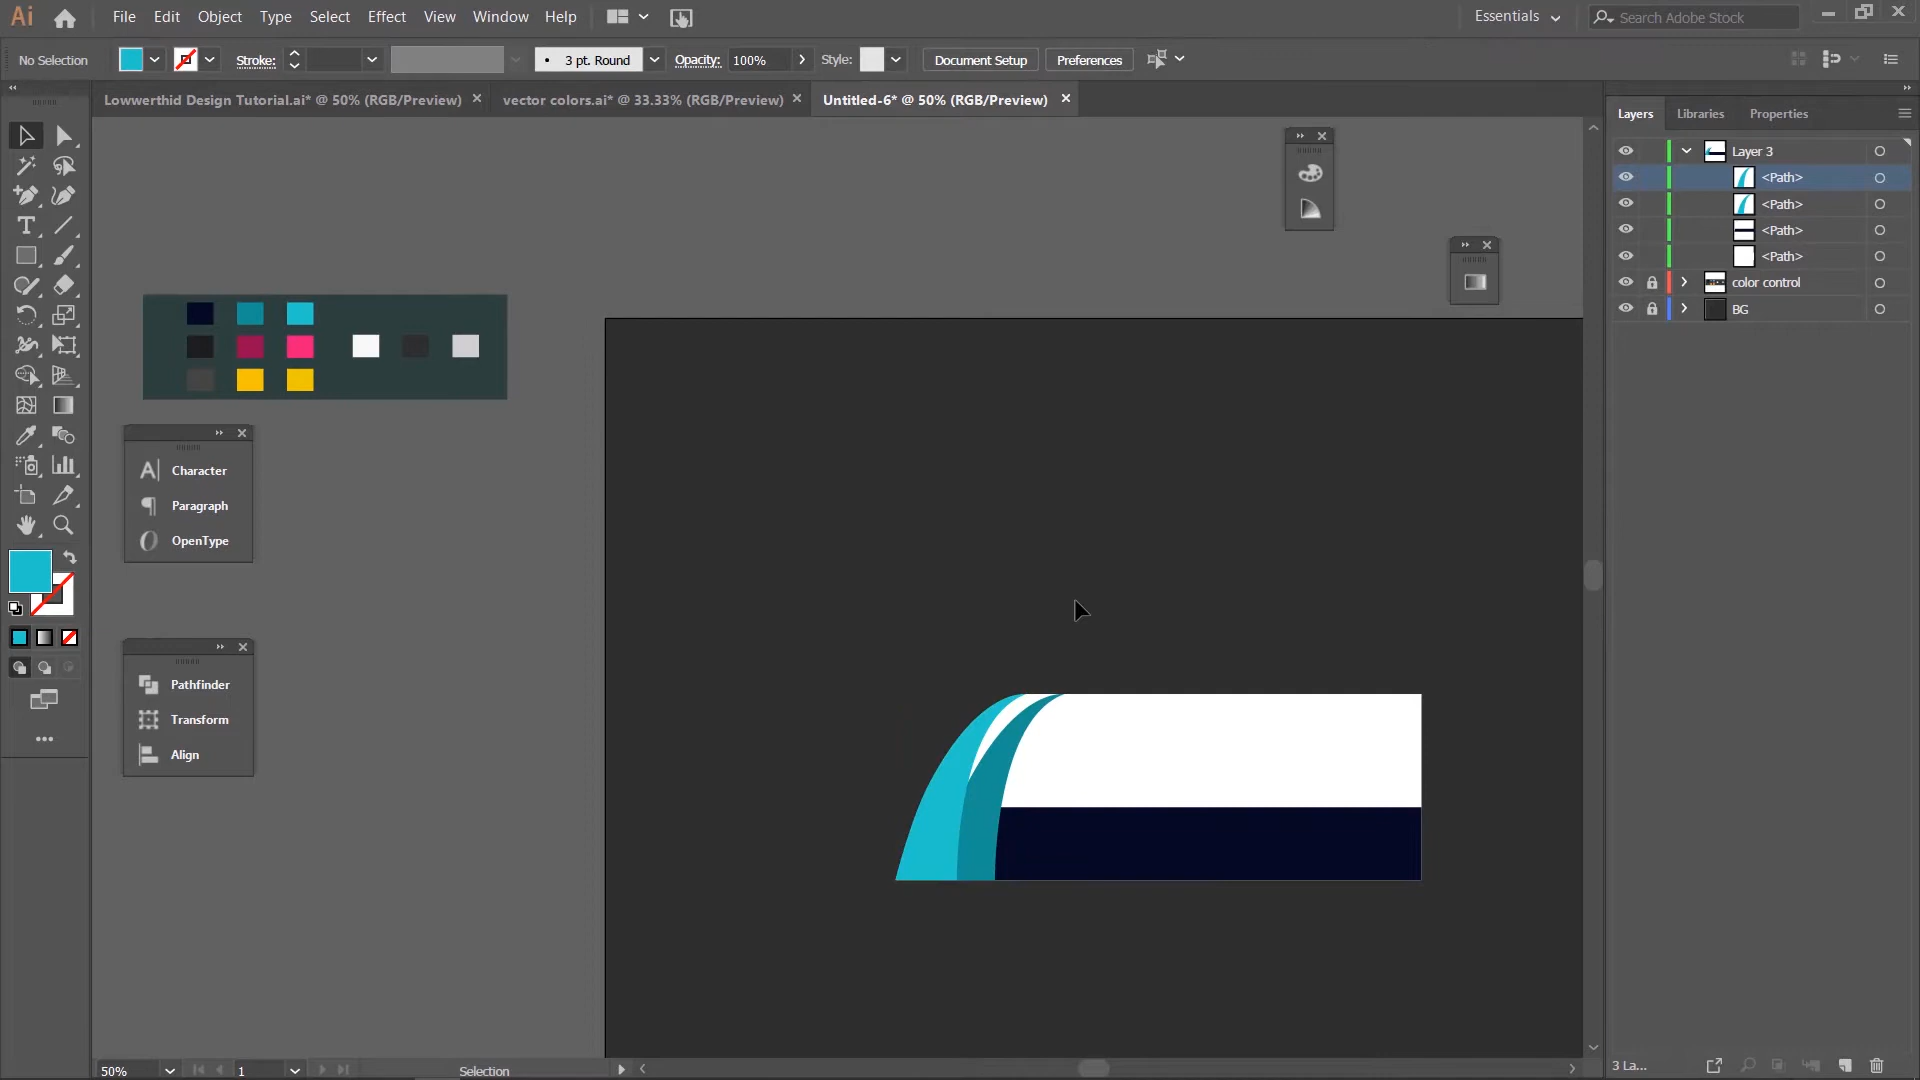 Ai File Edit Object Type Select Effect View Window Help Essentials Search Adobe Stock
No Selection Stroke: 3 pt. Round Opacity: 100% Style: Document Setup Preferences
Lowwerthid Design Tutorial.ai* @ 50% (RGB/Preview) vector colors.ai* @ 33.33% (RGB/Preview) Untitled-6* @ 50% (RGB/Preview)
Layers Libraries Properties
Layer 3
<Path>
<Path>
<Path>
<Path>
color control
BG
Character
Paragraph
OpenType
Pathfinder
Transform
Align
50% 1 Selection 3 La...